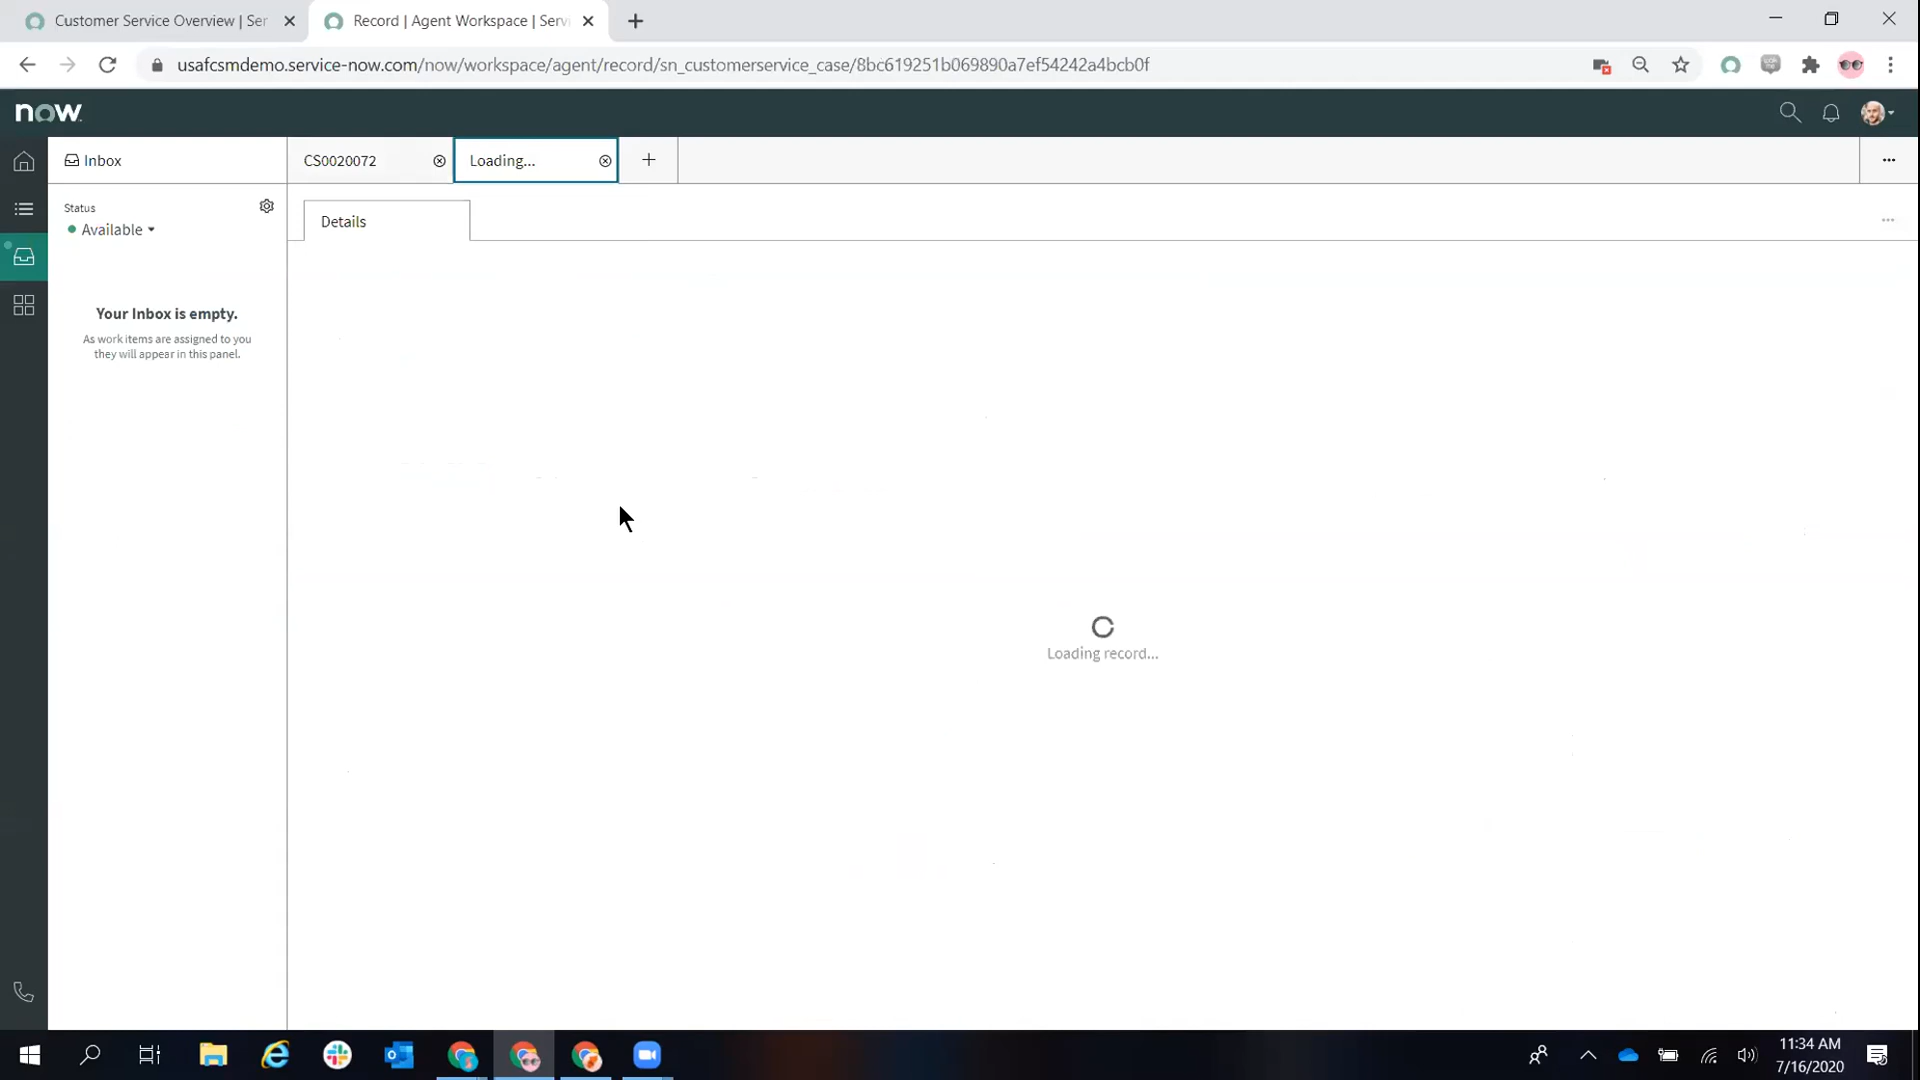 Customer Service Overview | Ser
Record | Agent Workspace | Servi
usafcsmdemo.service-now.com/now/workspace/agent/record/sn_customerservice_case/8bc619251b069890a7ef54242a4bcb0f
now
Inbox
CS0020072
Loading...
Status
Available
Details
Your Inbox is empty.
As work items are assigned to you
they will appear in this panel.
Loading record...
11:34 AM
7/16/2020